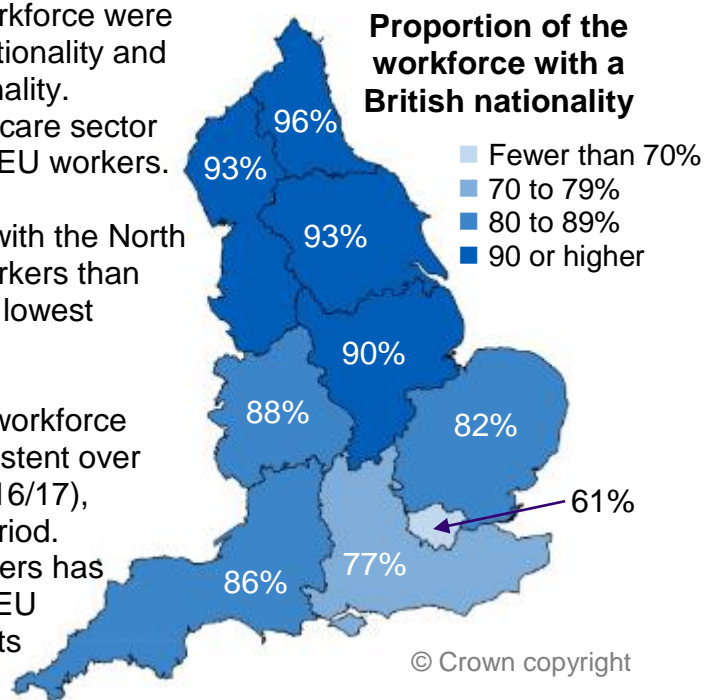 rkforce were
tionality and
nality.
care sector
EU workers.
with the North
rkers than
lowest
workforce
istent over
16/17),
riod.
ers has
EU
ts
Proportion of the
workforce with a
British nationality
Fewer than 70%
70 to 79%
80 to 89%
90 or higher
96%
93%
93%
90%
88%
82%
61%
77%
86%
© Crown copyright